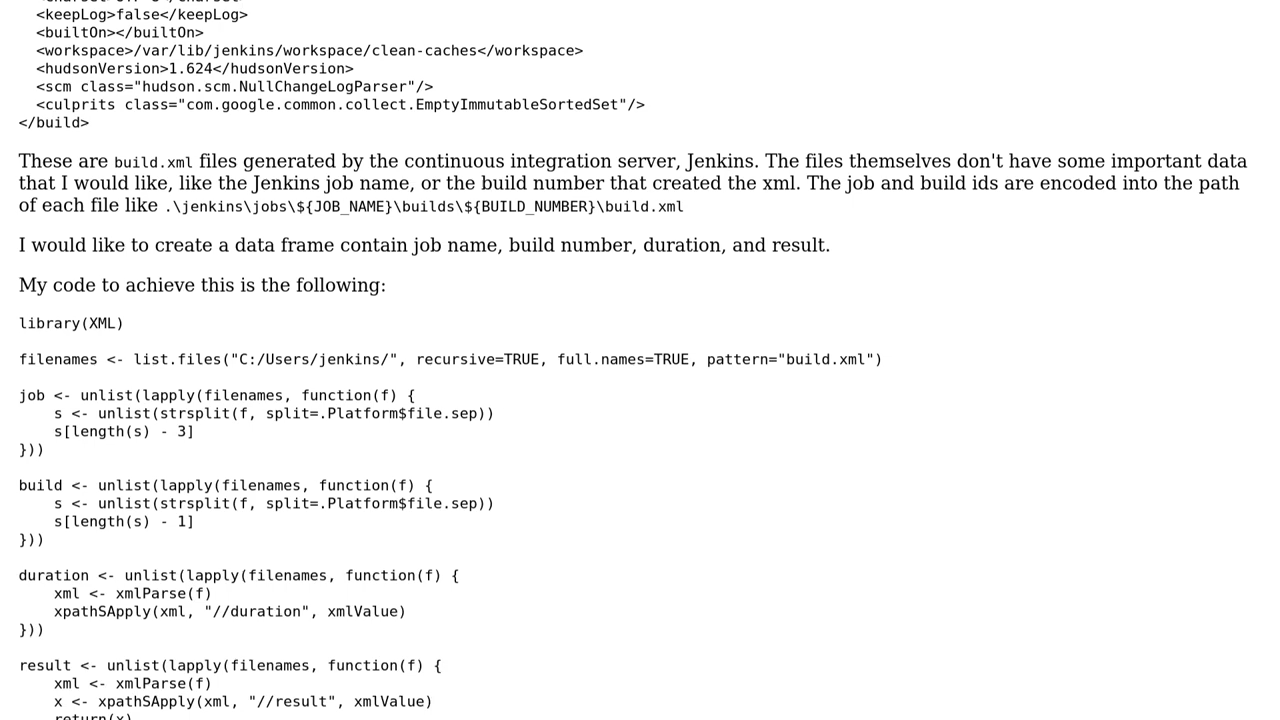 <keepLog>false</keepLog>
<builtOn></builtOn>
<workspace>/var/lib/jenkins/workspace/clean-caches</workspace>
<hudsonVersion>1.624</hudsonVersion>
<scm class="hudson.scm.NullChangeLogParser"/>
<culprits class="com.google.common.collect.EmptyImmutableSortedSet"/>
</build>
These are build.xml files generated by the continuous integration server, Jenkins. The files themselves don't have some important data
that I would like, like the Jenkins job name, or the build number that created the xml. The job and build ids are encoded into the path
of each file like .\jenkins\jobs\${JOB_NAME}\builds\${BUILD_NUMBER}\build.xml
I would like to create a data frame contain job name, build number, duration, and result.
My code to achieve this is the following:
library(XML)
filenames <- list.files("C:/Users/jenkins/", recursive=TRUE, full.names=TRUE, pattern="build.xml")
job <- unlist(lapply(filenames, function(f) {
s <- unlist(strsplit(f, split=.Platform$file.sep))
s[length(s) - 3]
}))
build <- unlist(lapply(filenames, function(f) {
s <- unlist(strsplit(f, split=.Platform$file.sep))
s[length(s) - 1]
}))
duration <- unlist(lapply(filenames, function(f) {
xml <- xmlParse(f)
xpathSApply(xml, "//duration", xmlValue)
}))
result <- unlist(lapply(filenames, function(f) {
xml <- xmlParse(f)
x <- xpathSApply(xml, "//result", xmlValue)
return(x)